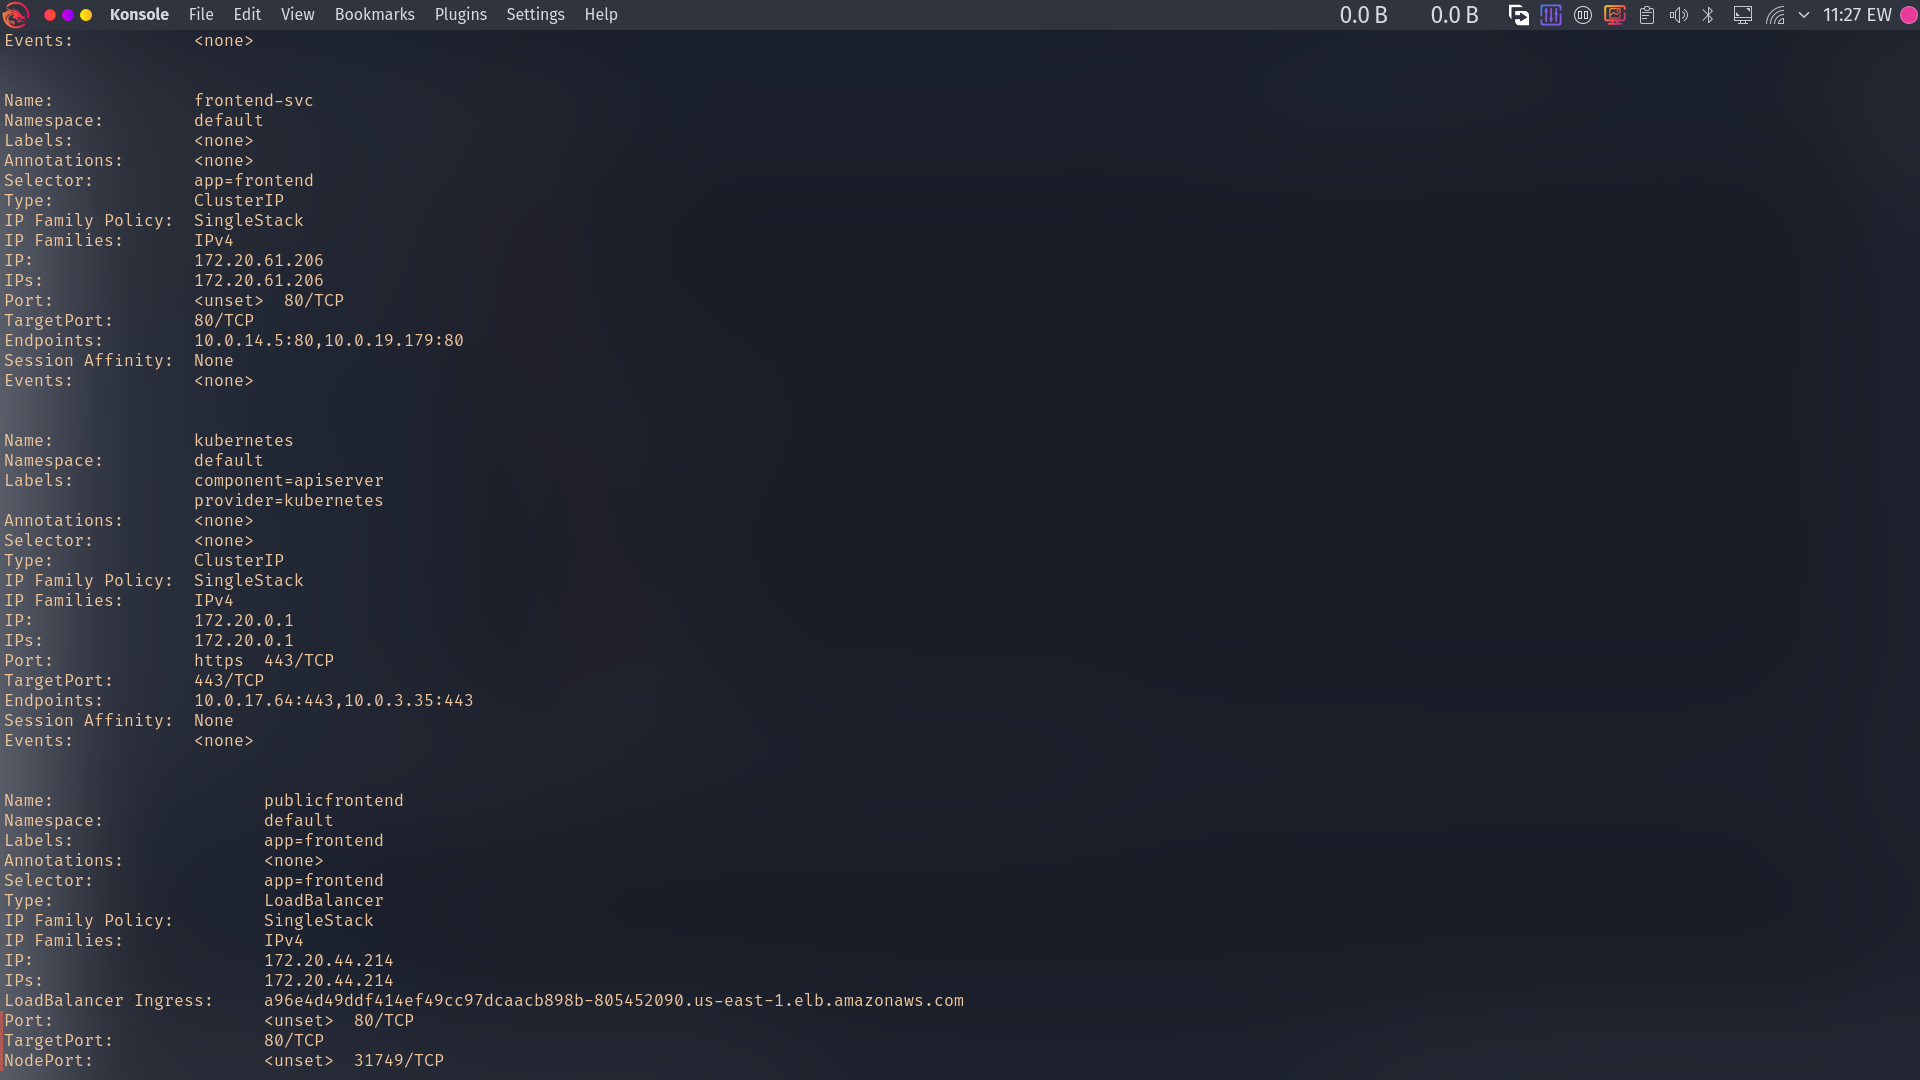 Konsole File Edit View Bookmarks Plugins Settings Help 0.0 B 0.0 B 11:27 EW
Events: <none>
Name: frontend-svc
Namespace: default
Labels: <none>
Annotations: <none>
Selector: app=frontend
Type: ClusterIP
IP Family Policy: SingleStack
IP Families: IPv4
IP: 172.20.61.206
IPs: 172.20.61.206
Port: <unset> 80/TCP
TargetPort: 80/TCP
Endpoints: 10.0.14.5:80,10.0.19.179:80
Session Affinity: None
Events: <none>
Name: kubernetes
Namespace: default
Labels: component=apiserver
provider=kubernetes
Annotations: <none>
Selector: <none>
Type: ClusterIP
IP Family Policy: SingleStack
IP Families: IPv4
IP: 172.20.0.1
IPs: 172.20.0.1
Port: https 443/TCP
TargetPort: 443/TCP
Endpoints: 10.0.17.64:443,10.0.3.35:443
Session Affinity: None
Events: <none>
Name: publicfrontend
Namespace: default
Labels: app=frontend
Annotations: <none>
Selector: app=frontend
Type: LoadBalancer
IP Family Policy: SingleStack
IP Families: IPv4
IP: 172.20.44.214
IPs: 172.20.44.214
LoadBalancer Ingress: a96e4d49ddf414ef49cc97dcaacb898b-805452090.us-east-1.elb.amazonaws.com
Port: <unset> 80/TCP
TargetPort: 80/TCP
NodePort: <unset> 31749/TCP